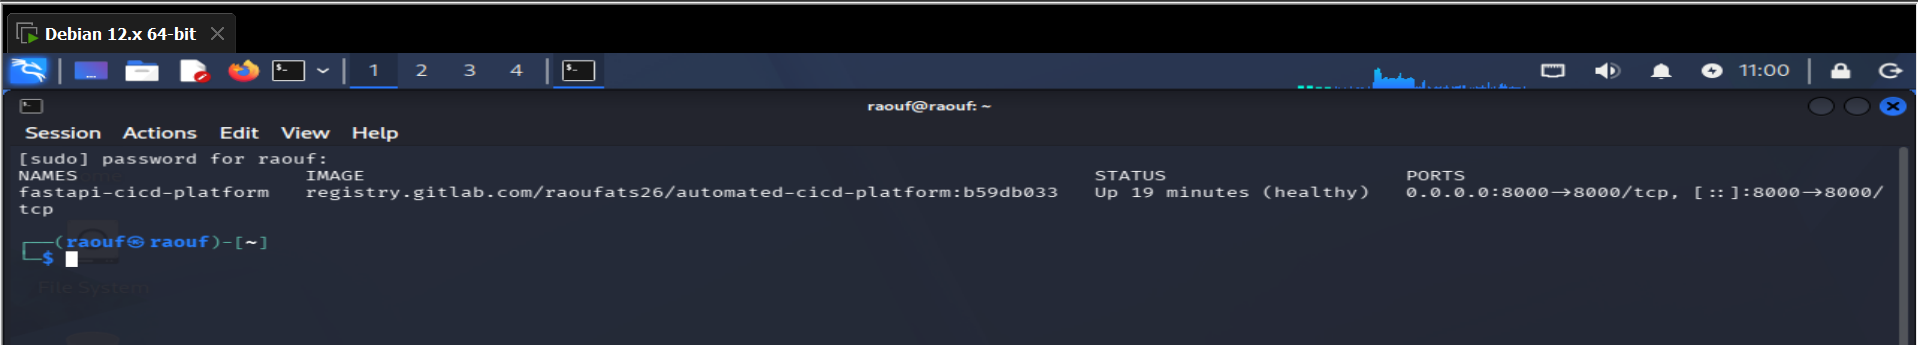 Debian 12.x 64-bit
1 2 3 4 11:00
raouf@raouf: ~
Session Actions Edit View Help
[sudo] password for raouf:
NAMES IMAGE STATUS PORTS
fastapi-cicd-platform registry.gitlab.com/raoufats26/automated-cicd-platform:b59db033 Up 19 minutes (healthy) 0.0.0.0:8000→8000/tcp, [::]:8000→8000/
tcp
┌──(raouf㉿raouf)-[~]
└─$
File System